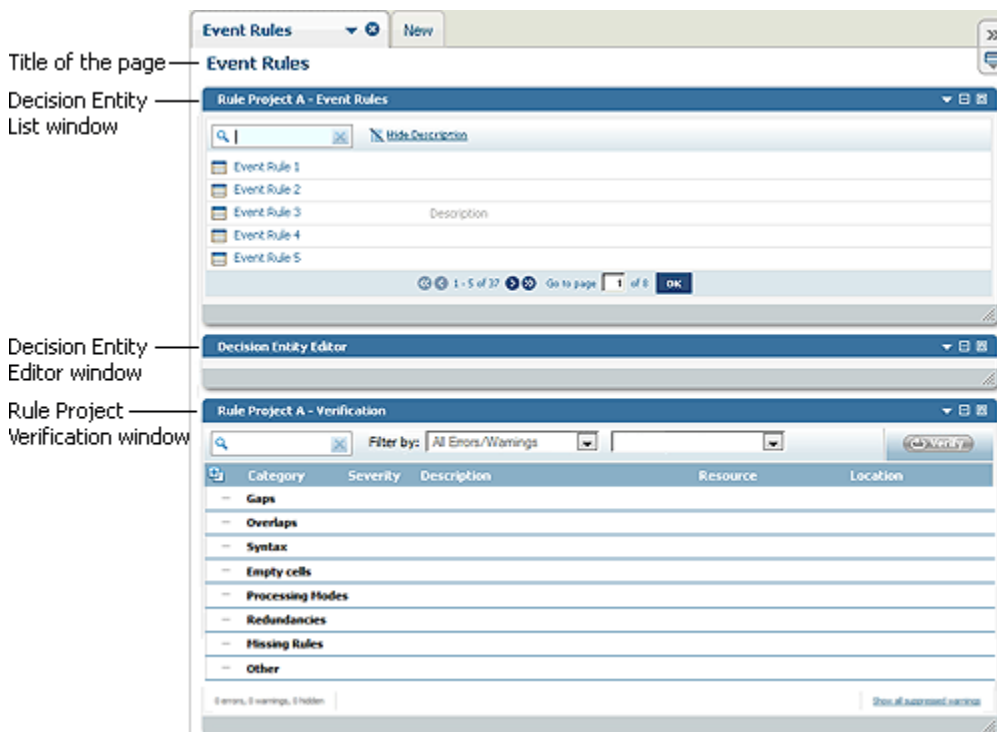 Event Rules
New
Title of the page
Event Rules
Decision Entity
List window
Rule Project A - Event Rules
Hide Description
Event Rule 1
Event Rule 2
Event Rule 3 Description
Event Rule 4
Event Rule 5
1 - 5 of 37 Go to page 1 of 8 OK
Decision Entity
Editor window
Decision Entity Editor
Rule Project
Verification window
Rule Project A - Verification
Filter by: All Errors/Warnings Verify
Category Severity Description Resource Location
Gaps
Overlaps
Syntax
Empty cells
Processing Modes
Redundancies
Missing Rules
Other
0 errors, 0 warnings, 0 hidden Show all suppressed warnings